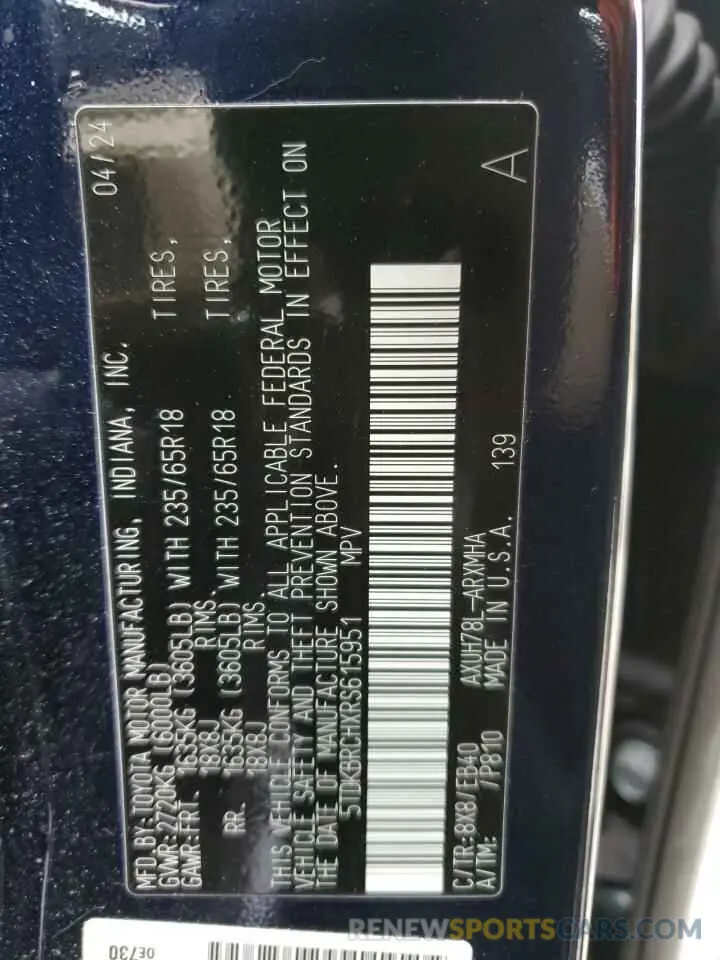 MFD.BY:TOYOTA MOTOR MANUFACTURING, INDIANA, INC. 04/24
GVWR:2720KG (6000LB)
GAWR:FRT. 1635KG (3605LB) WITH 235/65R18 TIRES,
18X8J RIMS.
RR. 1635KG (3605LB) WITH 235/65R18 TIRES,
18X8J RIMS.
THIS VEHICLE CONFORMS TO ALL APPLICABLE FEDERAL MOTOR
VEHICLE SAFETY AND THEFT PREVENTION STANDARDS IN EFFECT ON
THE DATE OF MANUFACTURE SHOWN ABOVE.
5TDKBRCHXRS615951 MPV
C/TR:8X8/EB40 AXUH78L-ARXMHA
A/TM: /P810 MADE IN U.S.A. 139 A
0E730
RENEWSPORTSCARS.COM